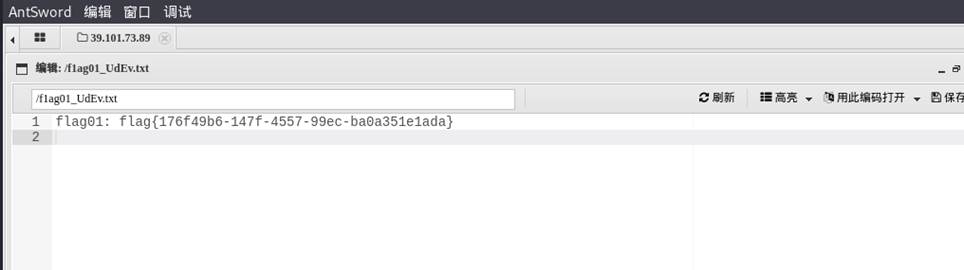 AntSword 编辑 窗口 调试
39.101.73.89
编辑: /f1ag01_UdEv.txt
/f1ag01_UdEv.txt 刷新 高亮 用此编码打开 保存
1 flag01: flag{176f49b6-147f-4557-99ec-ba0a351e1ada}
2